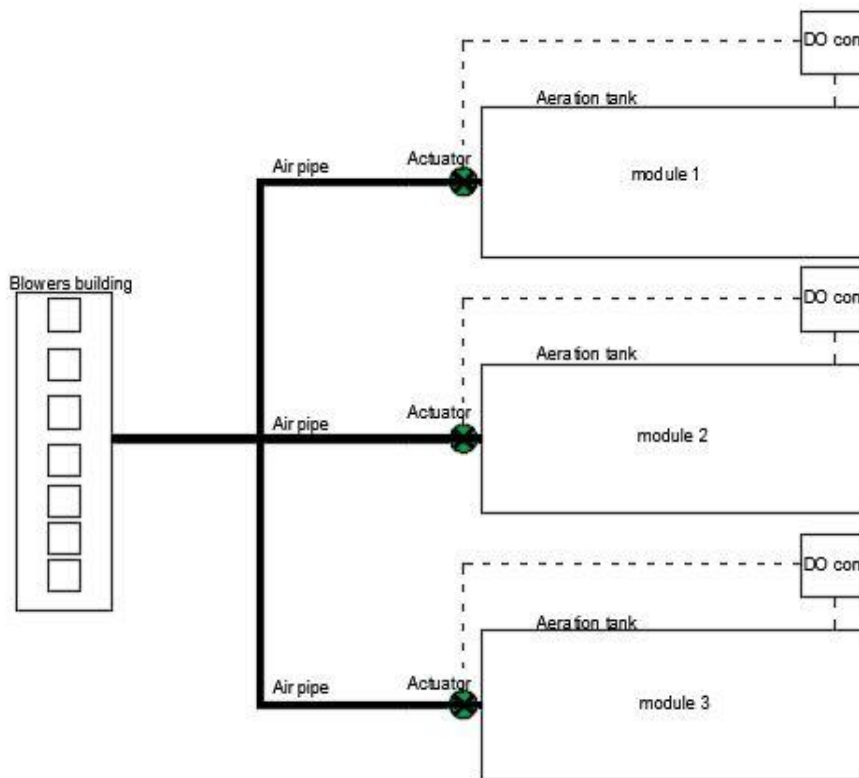 DO con
Aeration tank
Actuator
Air pipe
module 1
Blowers building
DO con
Aeration tank
Actuator
Air pipe
module 2
DO con
Aeration tank
Actuator
Air pipe
module 3